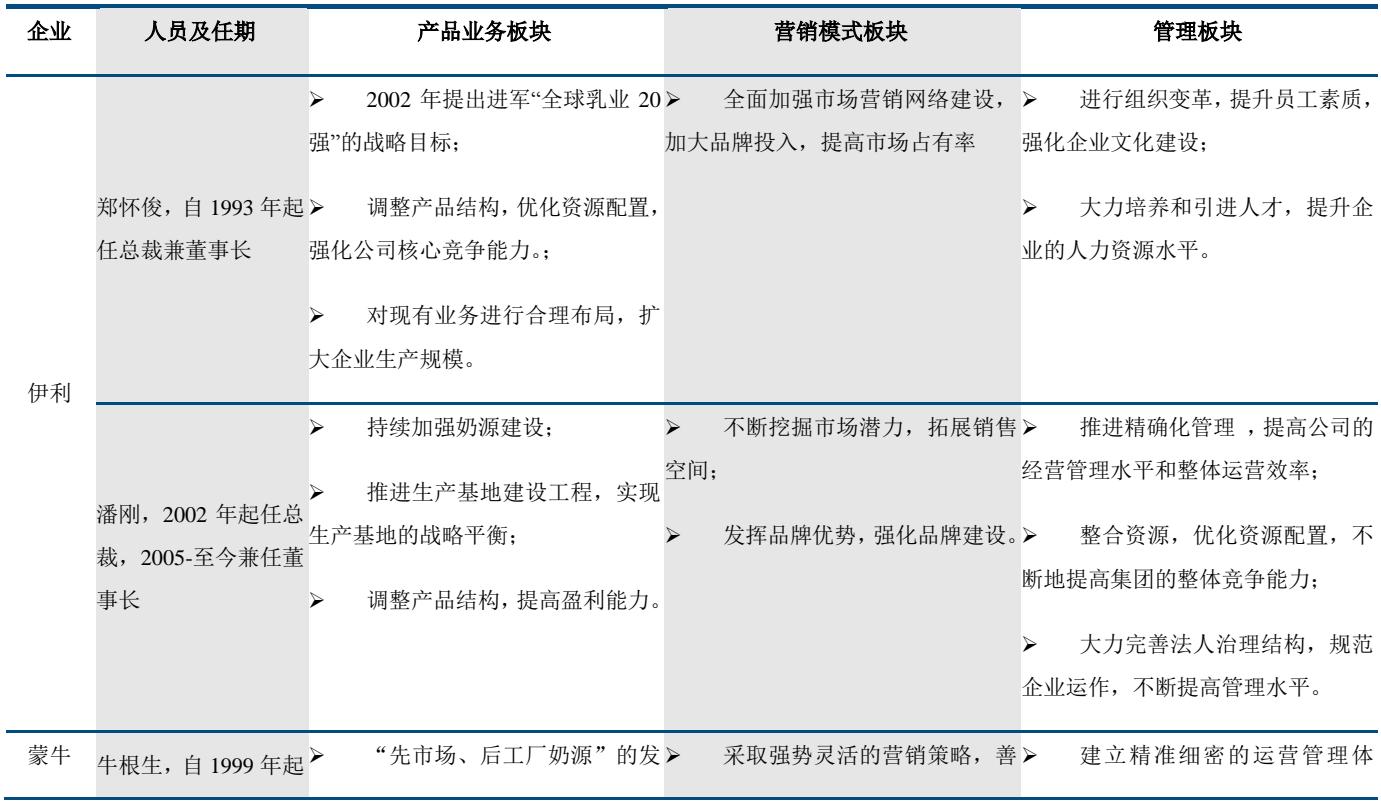 企业 人员及任期 产品业务板块 营销模式板块 管理板块
伊利
郑怀俊，自 1993 年起
任总裁兼董事长
➢ 2002 年提出进军“全球乳业 20
强”的战略目标；
➢ 调整产品结构，优化资源配置，
强化公司核心竞争能力。；
➢ 对现有业务进行合理布局，扩
大企业生产规模。
➢ 全面加强市场营销网络建设，
加大品牌投入，提高市场占有率
➢ 进行组织变革，提升员工素质，
强化企业文化建设；
➢ 大力培养和引进人才，提升企
业的人力资源水平。
潘刚，2002 年起任总
裁，2005-至今兼任董
事长
➢ 持续加强奶源建设；
➢ 推进生产基地建设工程，实现
生产基地的战略平衡；
➢ 调整产品结构，提高盈利能力。
➢ 不断挖掘市场潜力，拓展销售
空间；
➢ 发挥品牌优势，强化品牌建设。
➢ 推进精确化管理 ，提高公司的
经营管理水平和整体运营效率；
➢ 整合资源，优化资源配置，不
断地提高集团的整体竞争能力；
➢ 大力完善法人治理结构，规范
企业运作，不断提高管理水平。
蒙牛
牛根生，自 1999 年起
➢ “先市场、后工厂奶源”的发
➢ 采取强势灵活的营销策略，善
➢ 建立精准细密的运营管理体